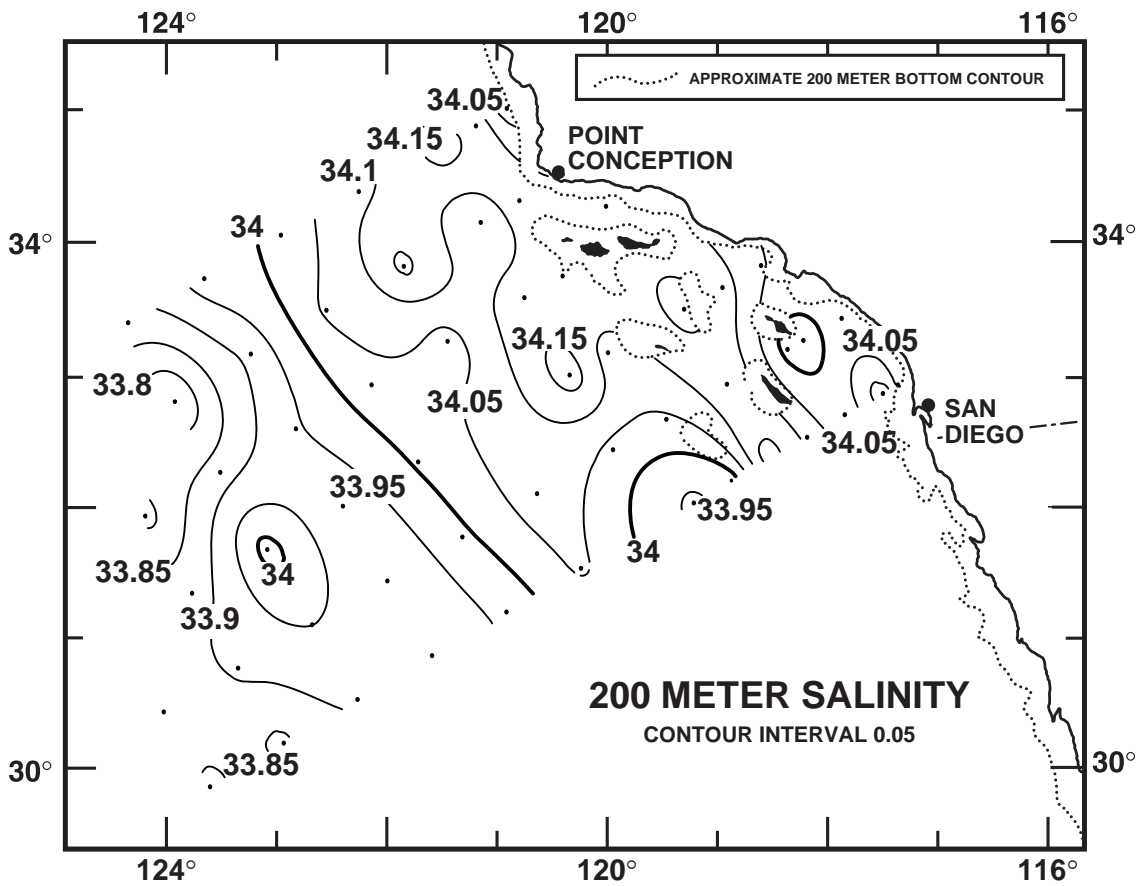 124° 120° 116°
APPROXIMATE 200 METER BOTTOM CONTOUR
34.05
34.15
POINT
CONCEPTION
34.1
34
34° 34°
34.15
34.05
33.8
34.05
SAN
DIEGO
34.05
33.95
33.95
34
33.85
34
33.9
200 METER SALINITY
CONTOUR INTERVAL 0.05
33.85
30° 30°
124° 120° 116°